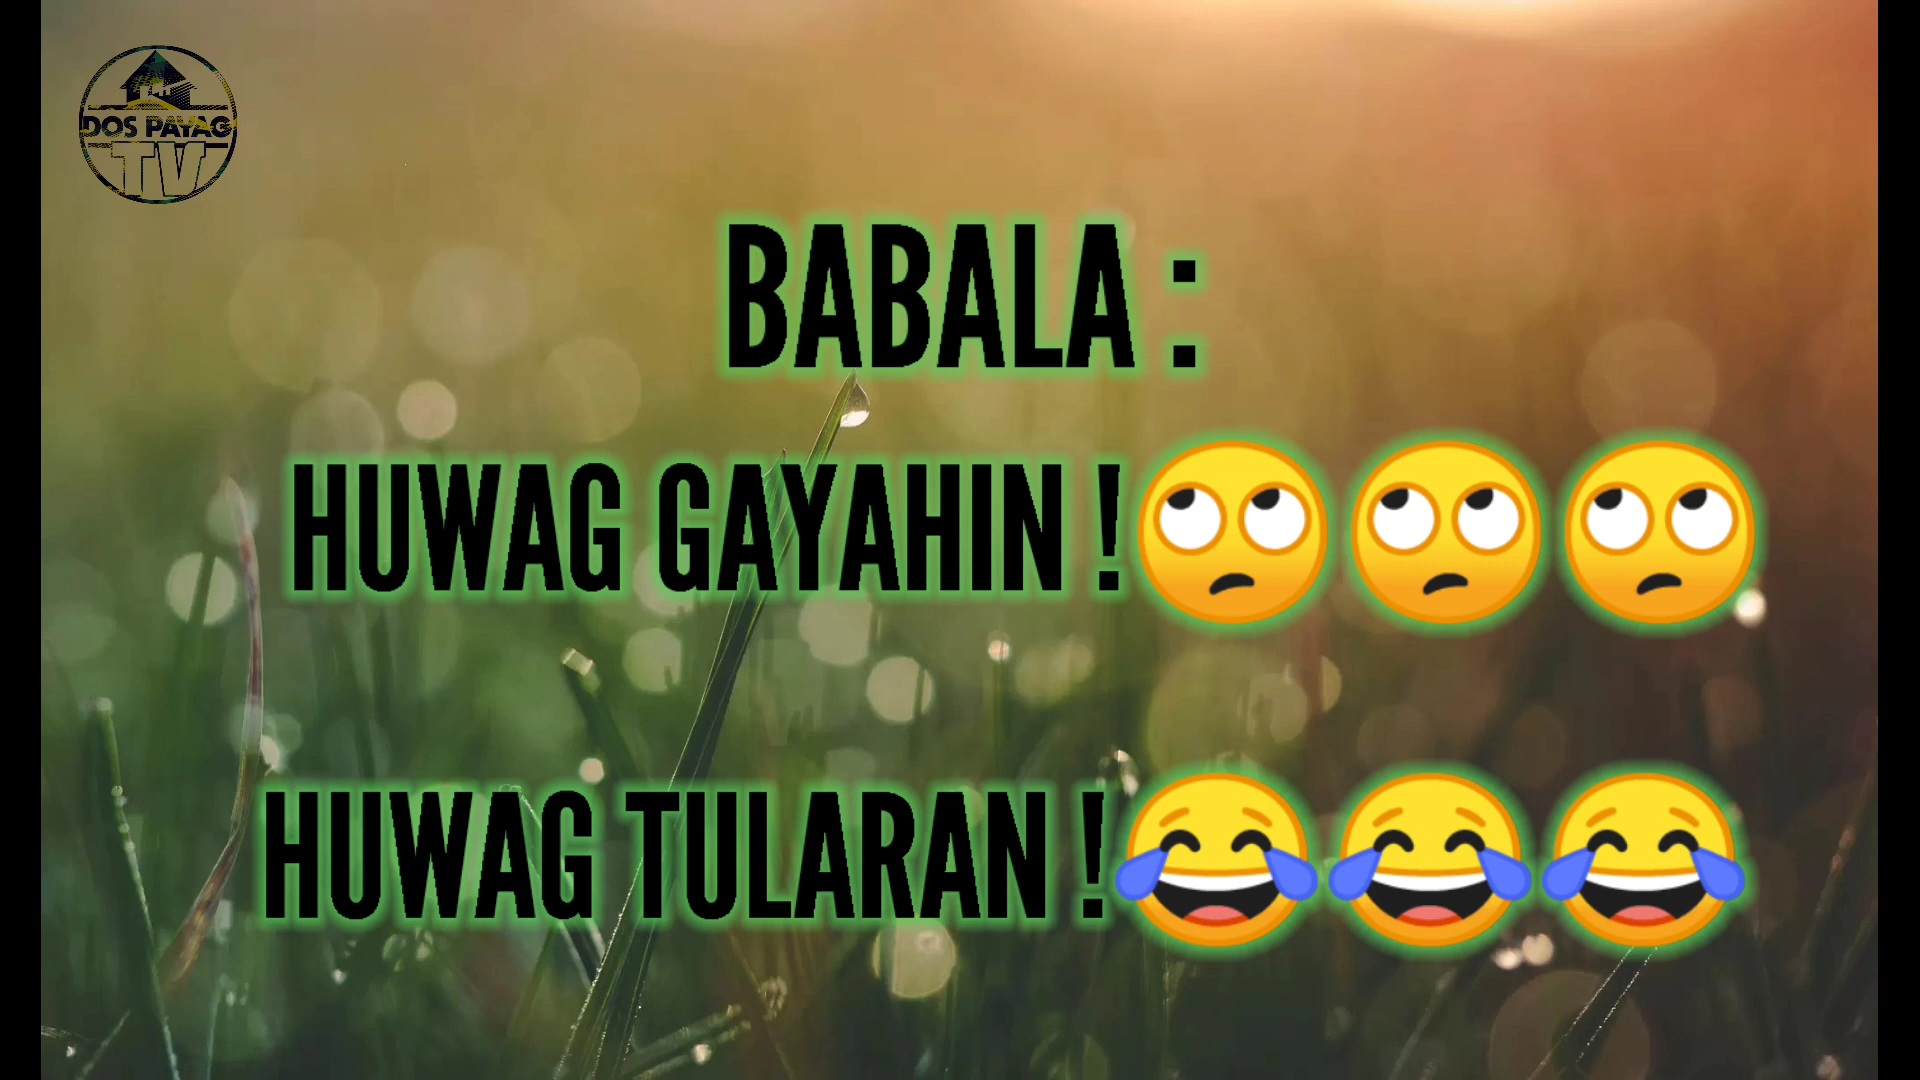 DOS PAYAG
TV
BABALA :
HUWAG GAYAHIN !🙄🙄🙄
HUWAG TULARAN !😂😂😂